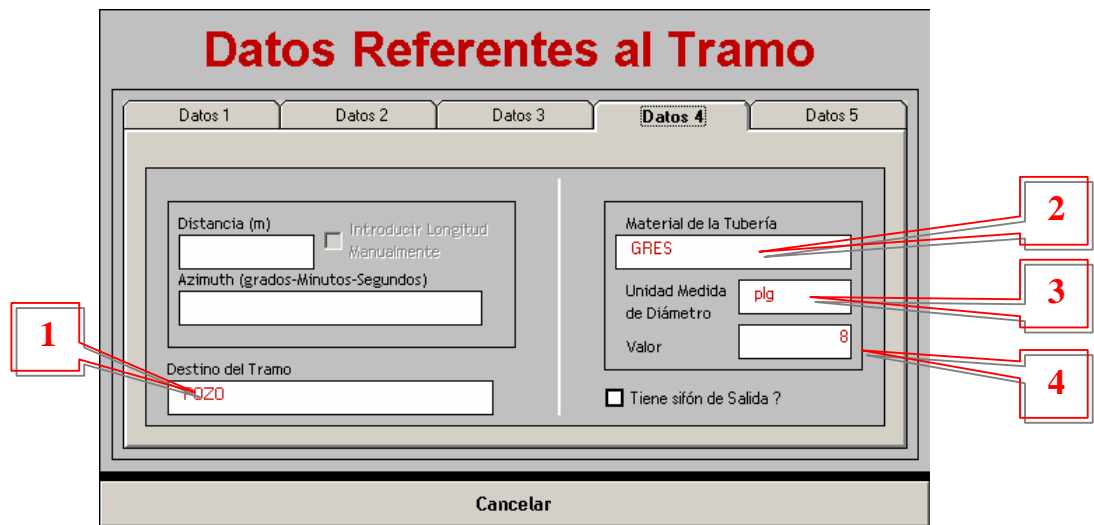 Datos Referentes al Tramo
Datos 1 Datos 2 Datos 3 Datos 4 Datos 5
Distancia (m)
Introducir Longitud
Manualmente
Azimuth (grados-Minutos-Segundos)
Destino del Tramo
POZO
Material de la Tubería
GRES
Unidad Medida
de Diámetro
plg
Valor
8
Tiene sifón de Salida ?
Cancelar
1
2
3
4